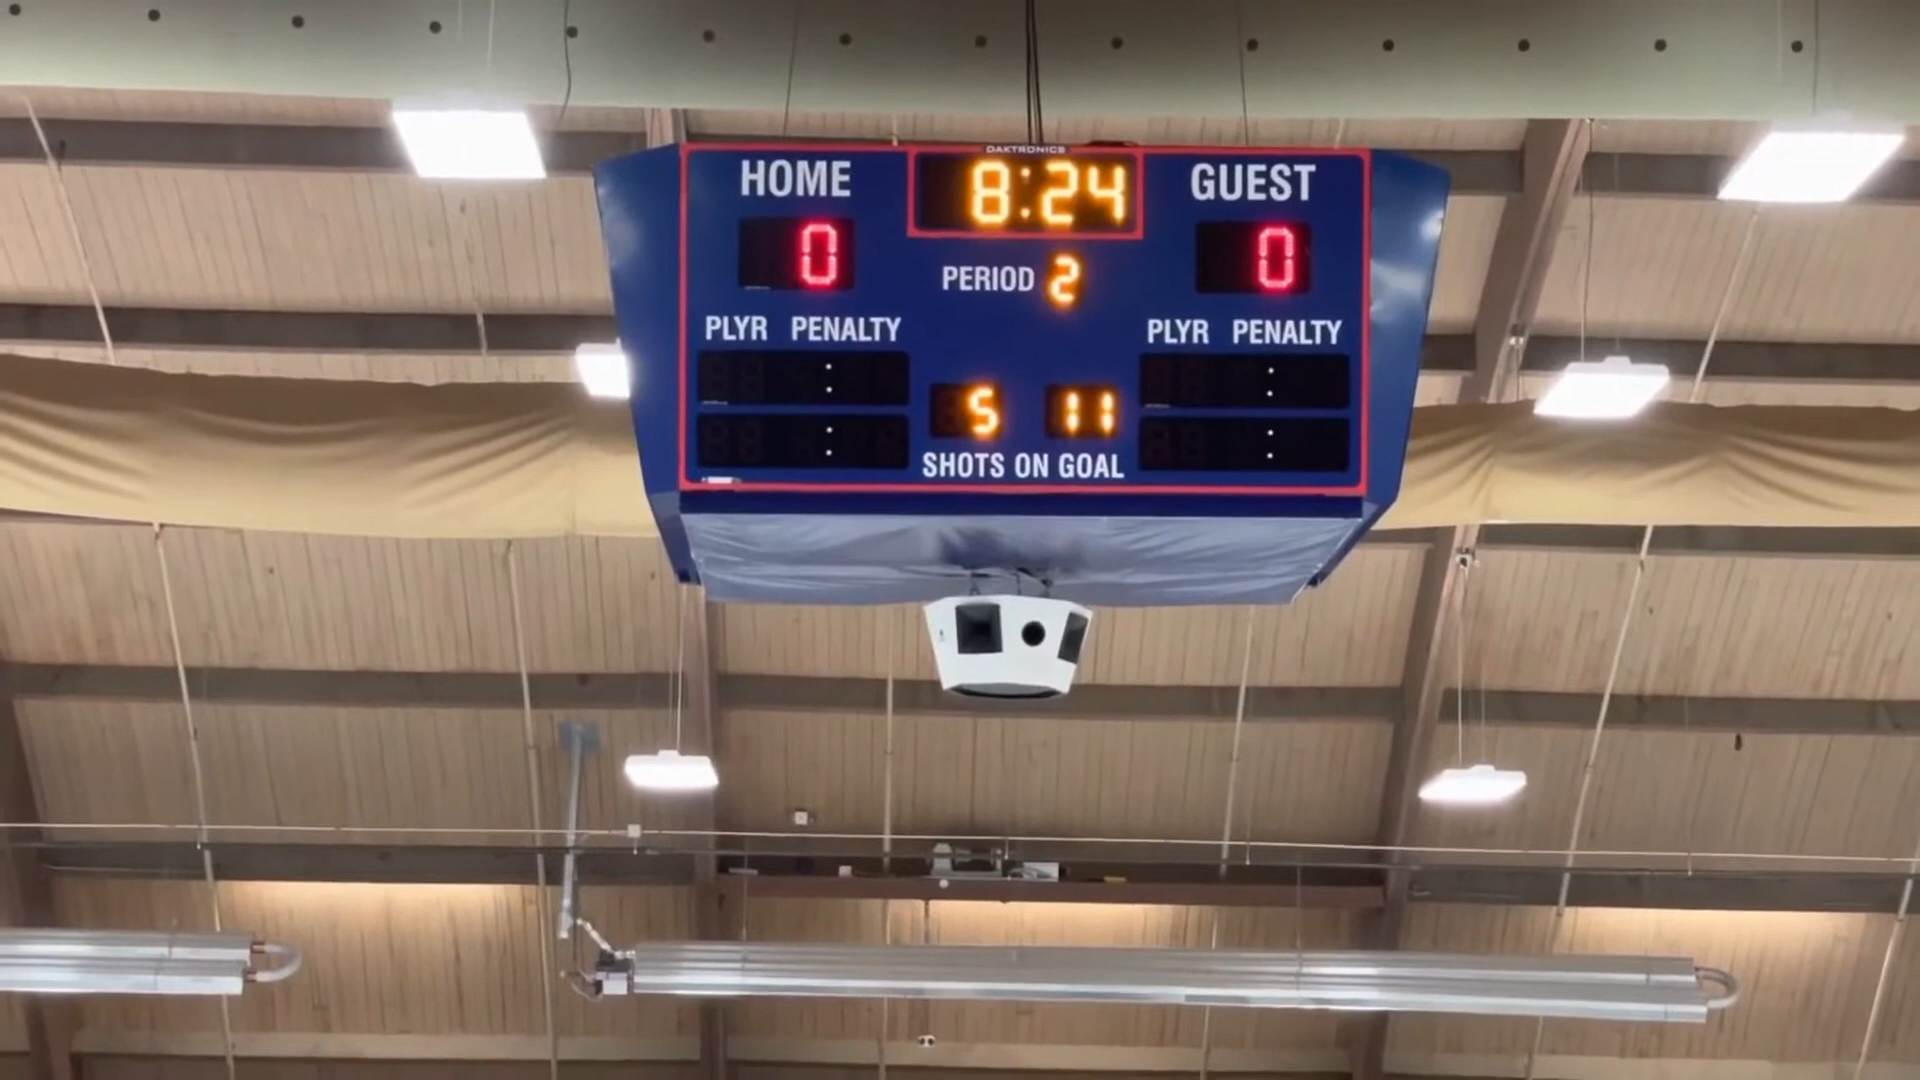 DAKTRONICS
HOME 8:24 GUEST
0 PERIOD 2 0
PLYR PENALTY PLYR PENALTY
: :
5 11
: :
SHOTS ON GOAL